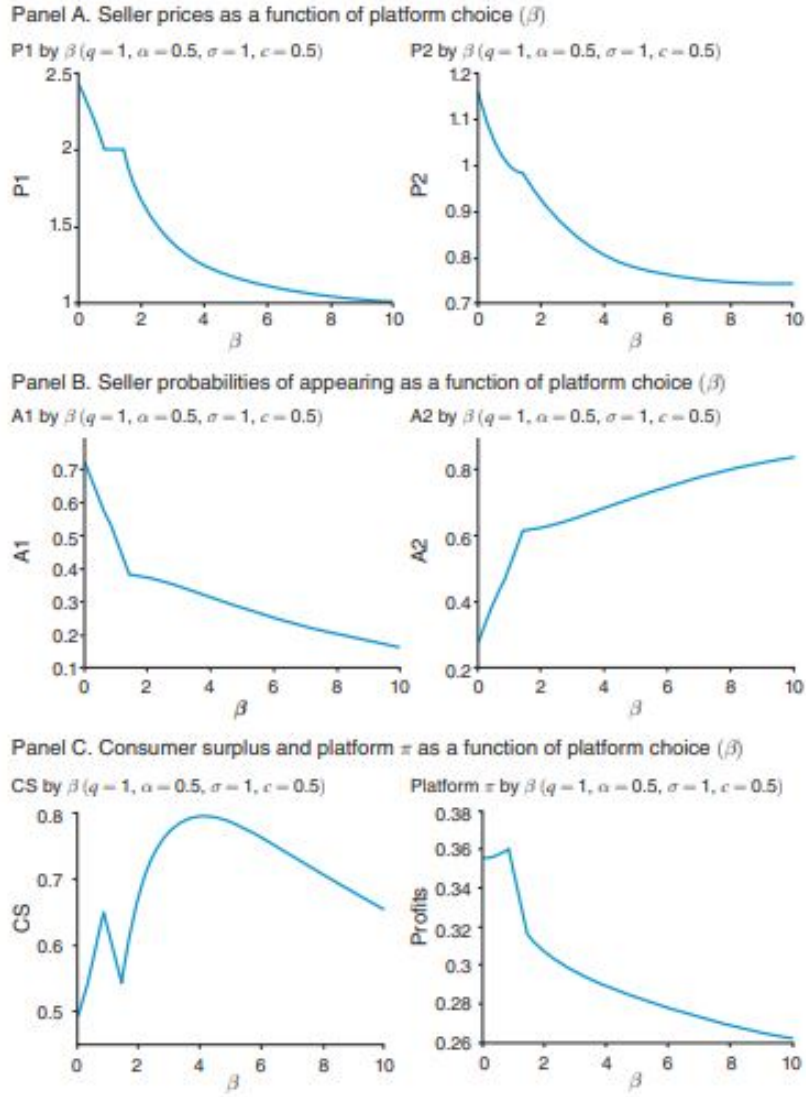 Panel A. Seller prices as a function of platform choice (β)
P1 by β (q = 1, α = 0.5, σ = 1, c = 0.5)
P2 by β (q = 1, α = 0.5, σ = 1, c = 0.5)
2.5
2
1.5
1
P1
0 2 4 6 8 10
β
1.2
1.1
1
0.9
0.8
0.7
P2
0 2 4 6 8 10
β
Panel B. Seller probabilities of appearing as a function of platform choice (β)
A1 by β (q = 1, α = 0.5, σ = 1, c = 0.5)
A2 by β (q = 1, α = 0.5, σ = 1, c = 0.5)
0.7
0.6
0.5
0.4
0.3
0.2
0.1
A1
0 2 4 6 8 10
β
0.8
0.6
0.4
0.2
A2
0 2 4 6 8 10
β
Panel C. Consumer surplus and platform π as a function of platform choice (β)
CS by β (q = 1, α = 0.5, σ = 1, c = 0.5)
Platform π by β (q = 1, α = 0.5, σ = 1, c = 0.5)
0.8
0.7
0.6
0.5
CS
0 2 4 6 8 10
β
0.38
0.36
0.34
0.32
0.3
0.28
0.26
Profits
0 2 4 6 8 10
β